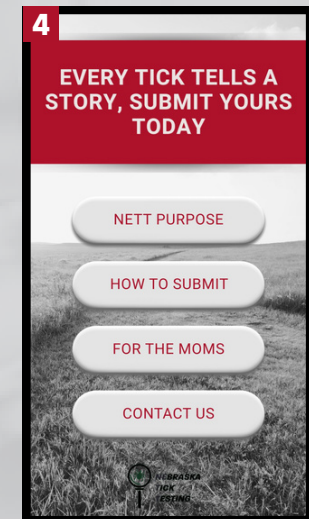 4
EVERY TICK TELLS A
STORY, SUBMIT YOURS
TODAY
NETT PURPOSE
HOW TO SUBMIT
FOR THE MOMS
CONTACT US
NEBRASKA
TICK
TESTING